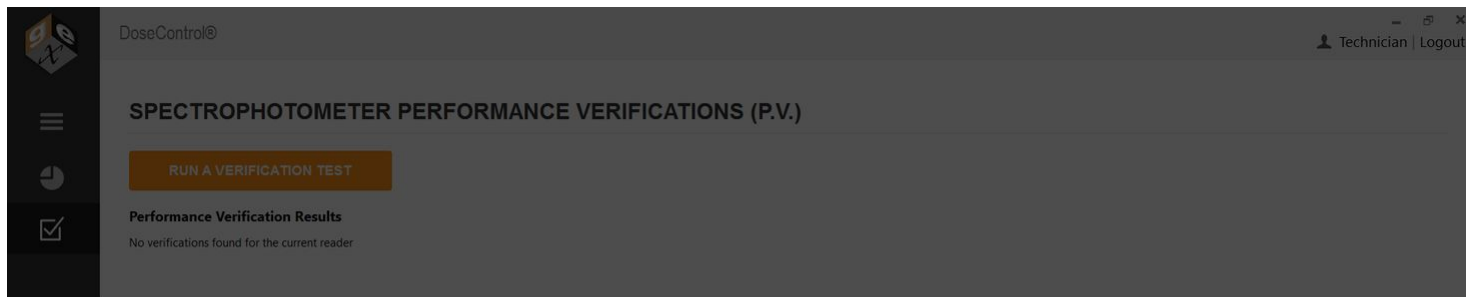 gex
DoseControl®
Technician | Logout
SPECTROPHOTOMETER PERFORMANCE VERIFICATIONS (P.V.)
RUN A VERIFICATION TEST
Performance Verification Results
No verifications found for the current reader